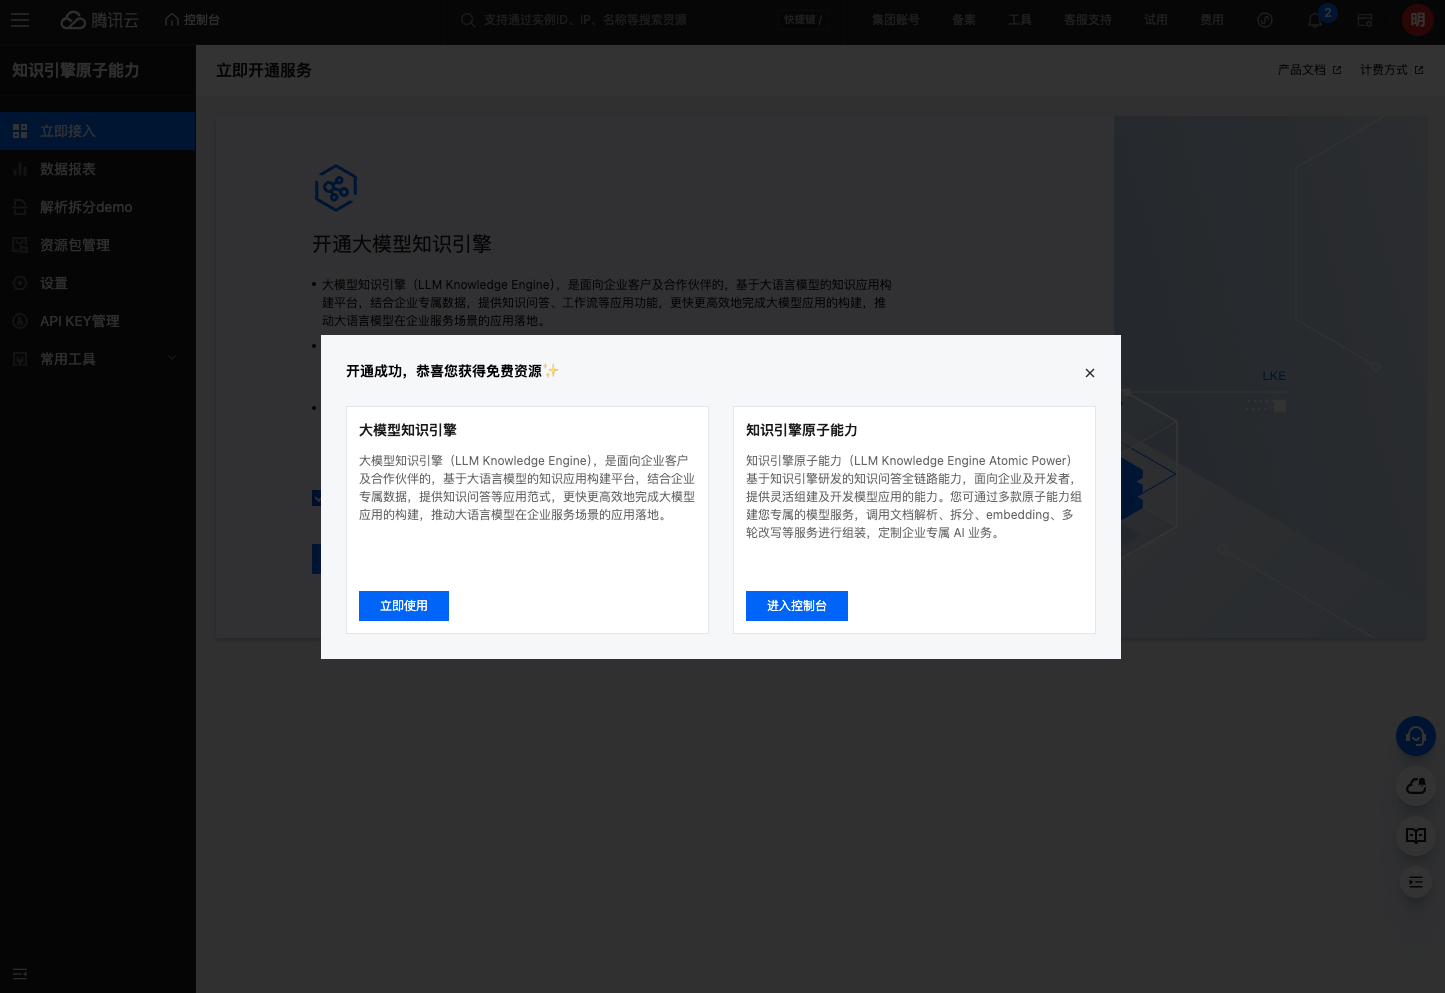 腾讯云
控制台
支持通过实例ID、IP、名称等搜索资源
快捷键 /
集团账号
备案
工具
客服支持
试用
费用
2
明
知识引擎原子能力
立即开通服务
产品文档
计费方式
立即接入
数据报表
解析拆分demo
资源包管理
设置
API KEY管理
常用工具
开通大模型知识引擎
• 大模型知识引擎（LLM Knowledge Engine），是面向企业客户及合作伙伴的，基于大语言模型的知识应用构
建平台，结合企业专属数据，提供知识问答、工作流等应用功能，更快更高效地完成大模型应用的构建，推
动大语言模型在企业服务场景的应用落地。
LKE
开通成功，恭喜您获得免费资源✨
大模型知识引擎
大模型知识引擎（LLM Knowledge Engine），是面向企业客户
及合作伙伴的，基于大语言模型的知识应用构建平台，结合企业
专属数据，提供知识问答等应用范式，更快更高效地完成大模型
应用的构建，推动大语言模型在企业服务场景的应用落地。
立即使用
知识引擎原子能力
知识引擎原子能力（LLM Knowledge Engine Atomic Power）
基于知识引擎研发的知识问答全链路能力，面向企业及开发者，
提供灵活组建及开发模型应用的能力。您可通过多款原子能力组
建您专属的模型服务，调用文档解析、拆分、embedding、多
轮改写等服务进行组装，定制企业专属 AI 业务。
进入控制台